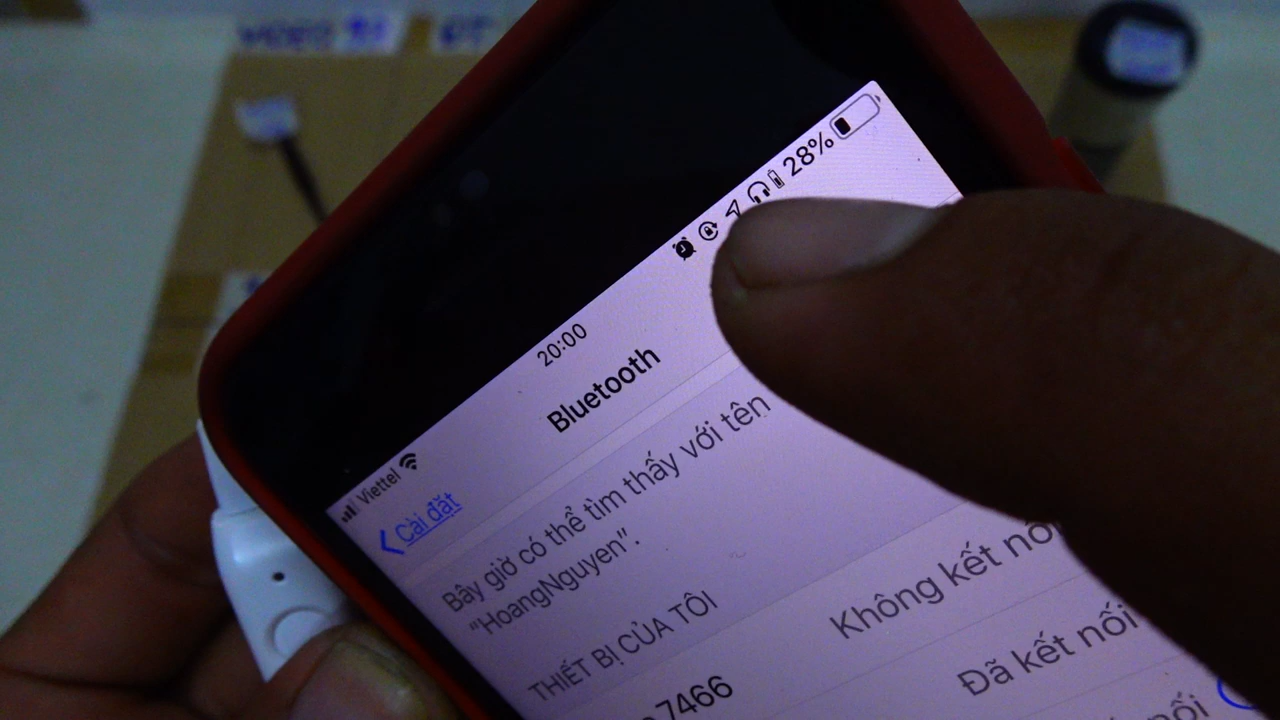 Viettel 20:00 28%
Cài đặt Bluetooth
Bây giờ có thể tìm thấy với tên
"HoangNguyen".
THIẾT BỊ CỦA TÔI
Không kết
7466 Đã kết nối